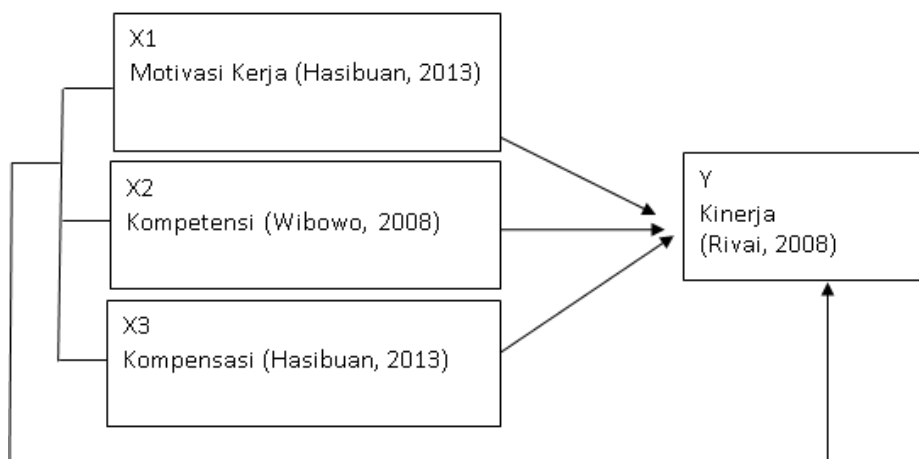 X1
Motivasi Kerja (Hasibuan, 2013)
X2
Kompetensi (Wibowo, 2008)
X3
Kompensasi (Hasibuan, 2013)
Y
Kinerja
(Rivai, 2008)